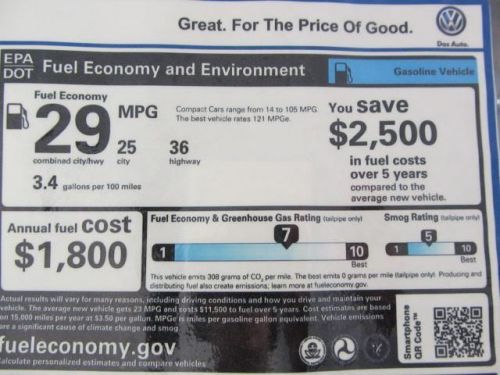 Great. For The Price Of Good.
Das Auto.
EPA
DOT
Fuel Economy and Environment
Gasoline Vehicle
Fuel Economy
29 MPG
25
36
combined city/hwy
city
highway
3.4 gallons per 100 miles
Compact Cars range from 14 to 105 MPG.
The best vehicle rates 121 MPGe.
You save
$2,500
in fuel costs
over 5 years
compared to the
average new vehicle.
Annual fuel cost
$1,800
Fuel Economy & Greenhouse Gas Rating (tailpipe only)
7
1
10
Best
Smog Rating (tailpipe only)
5
1
10
Best
This vehicle emits 308 grams of CO2 per mile. The best emits 0 grams per mile (tailpipe only). Producing and
distributing fuel also create emissions; learn more at fueleconomy.gov.
Actual results will vary for many reasons, including driving conditions and how you drive and maintain your
vehicle. The average new vehicle gets 23 MPG and costs $11,500 to fuel over 5 years. Cost estimates are based
on 15,000 miles per year at $3.50 per gallon. MPGe is miles per gasoline gallon equivalent. Vehicle emissions
are a significant cause of climate change and smog.
fueleconomy.gov
Calculate personalized estimates and compare vehicles
Smartphone
QR Code™